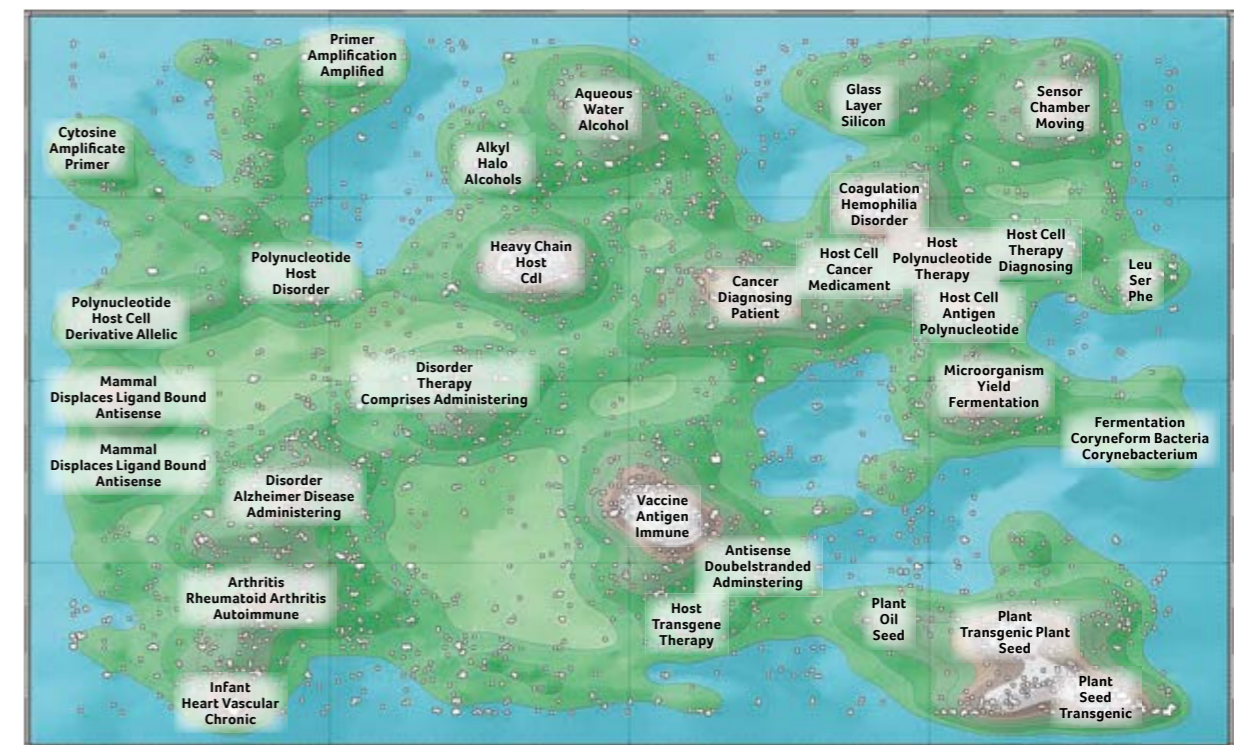 Primer
Amplification
Amplified
Cytosine
Amplificate
Primer
Aqueous
Water
Alcohol
Alkyl
Halo
Alcohols
Glass
Layer
Silicon
Sensor
Chamber
Moving
Coagulation
Hemophilia
Disorder
Polynucleotide
Host
Disorder
Heavy Chain
Host
Cdl
Cancer
Diagnosing
Patient
Host Cell
Cancer
Medicament
Host
Polynucleotide
Therapy
Host Cell
Therapy
Diagnosing
Leu
Ser
Phe
Polynucleotide
Host Cell
Derivative Allelic
Host Cell
Antigen
Polynucleotide
Mammal
Displaces Ligand Bound
Antisense
Disorder
Therapy
Comprises Administering
Microorganism
Yield
Fermentation
Fermentation
Coryneform Bacteria
Corynebacterium
Mammal
Displaces Ligand Bound
Antisense
Disorder
Alzheimer Disease
Administering
Vaccine
Antigen
Immune
Antisense
Doubelstranded
Adminstering
Arthritis
Rheumatoid Arthritis
Autoimmune
Host
Transgene
Therapy
Plant
Oil
Seed
Plant
Transgenic Plant
Seed
Infant
Heart Vascular
Chronic
Plant
Seed
Transgenic